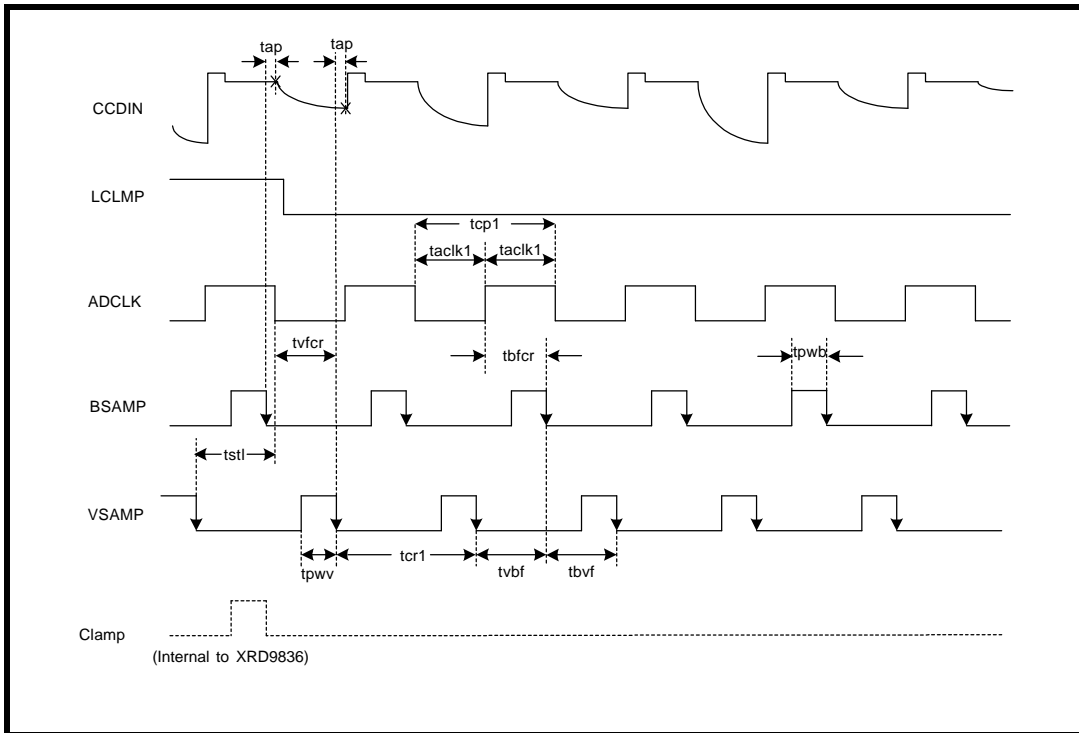 tap
tap
CCDIN
LCLMP
tcp1
taclk1
taclk1
ADCLK
tvfcr
tbfcr
tpwb
BSAMP
tstl
VSAMP
tpwv
tcr1
tvbf
tbvf
Clamp
(Internal to XRD9836)